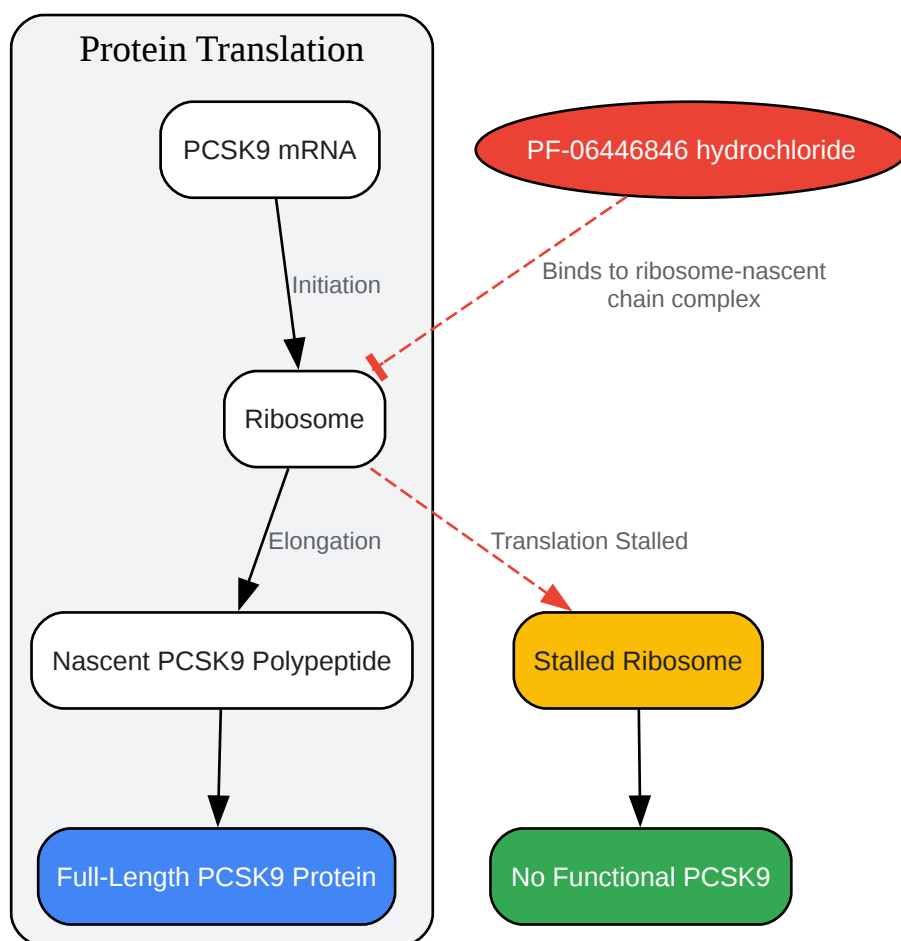 Protein Translation
PCSK9 mRNA
PF-06446846 hydrochloride
Initiation
Binds to ribosome-nascent
chain complex
Ribosome
Elongation
Translation Stalled
Nascent PCSK9 Polypeptide
Stalled Ribosome
Full-Length PCSK9 Protein
No Functional PCSK9